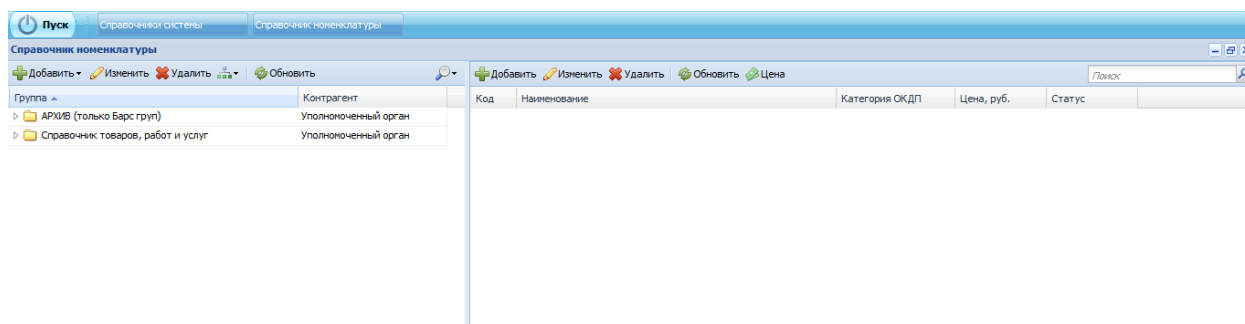 Пуск Справочники системы Справочник номенклатуры
Справочник номенклатуры
Добавить Изменить Удалить Обновить Добавить Изменить Удалить Обновить Цена Поиск
Группа Контрагент Код Наименование Категория ОКДП Цена, руб. Статус
АРХИВ (только Барс груп) Уполномоченный орган
Справочник товаров, работ и услуг Уполномоченный орган